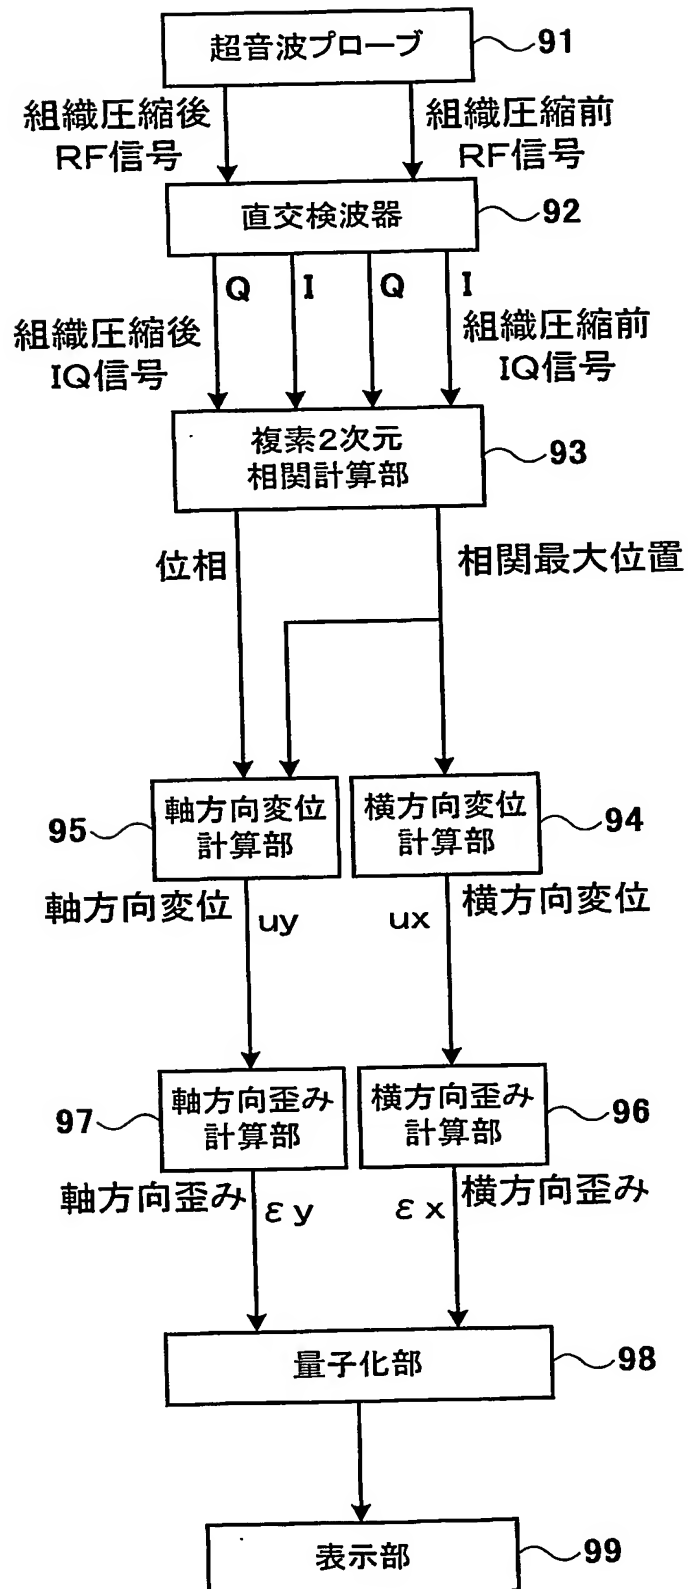 超音波プローブ
91
組織圧縮後
RF信号
組織圧縮前
RF信号
直交検波器
92
Q
I
Q
I
組織圧縮後
IQ信号
組織圧縮前
IQ信号
複素2次元
相関計算部
93
位相
相関最大位置
95
軸方向変位
計算部
横方向変位
計算部
94
軸方向変位
uy
ux
横方向変位
97
軸方向歪み
計算部
横方向歪み
計算部
96
軸方向歪み
εy
εx
横方向歪み
量子化部
98
表示部
99